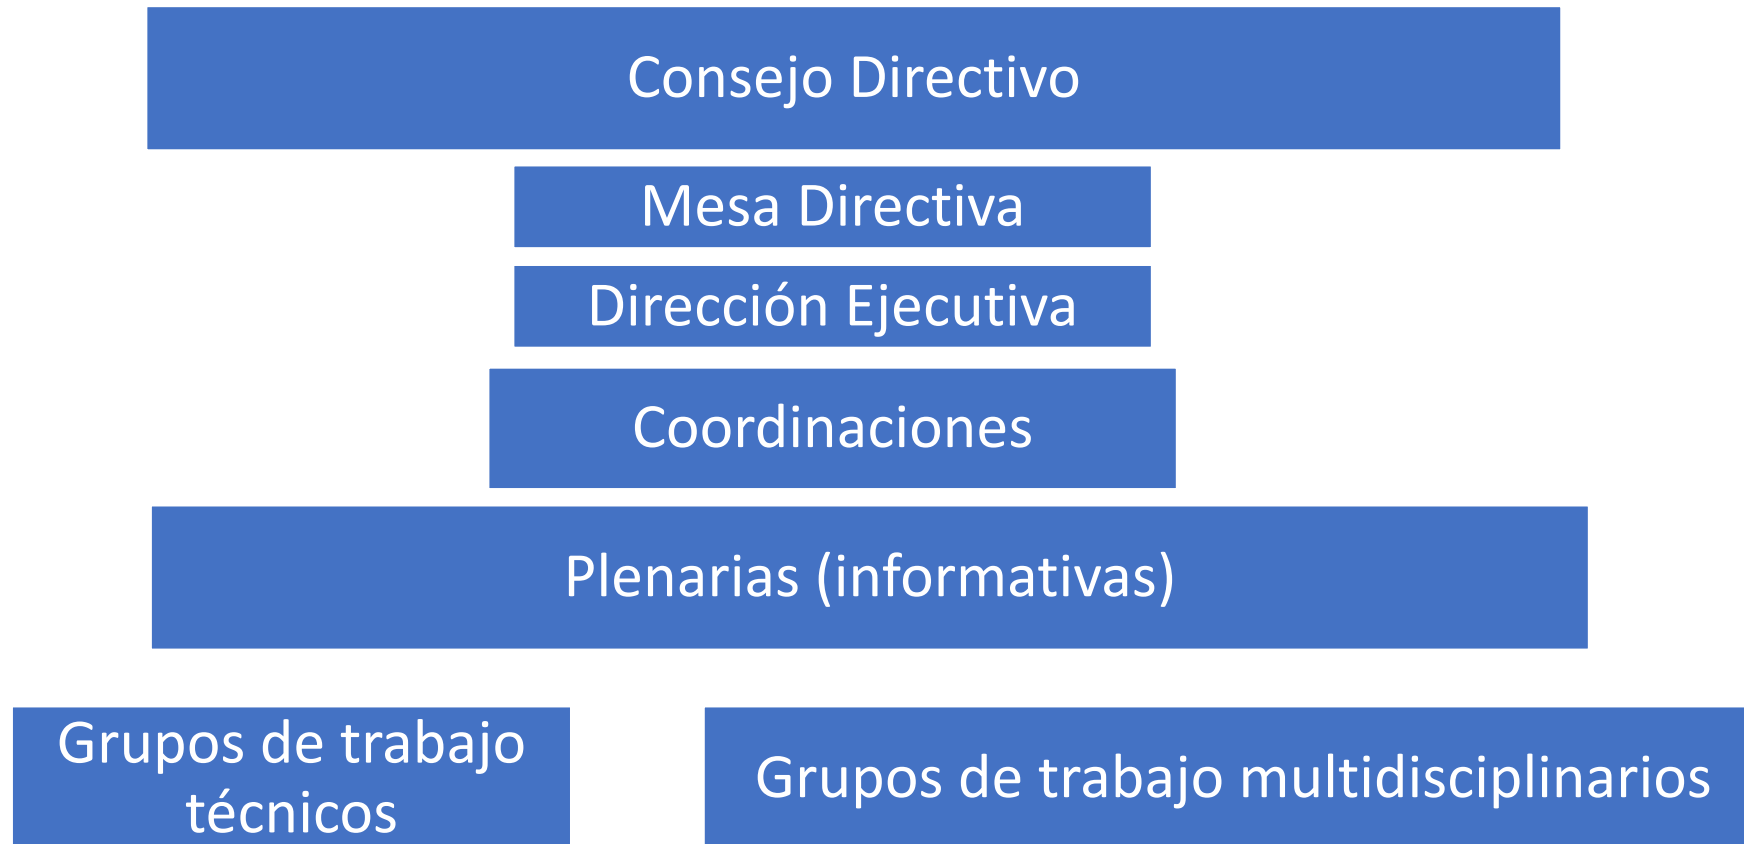 Consejo Directivo
Mesa Directiva
Dirección Ejecutiva
Coordinaciones
Plenarias (informativas)
Grupos de trabajo
técnicos
Grupos de trabajo multidisciplinarios